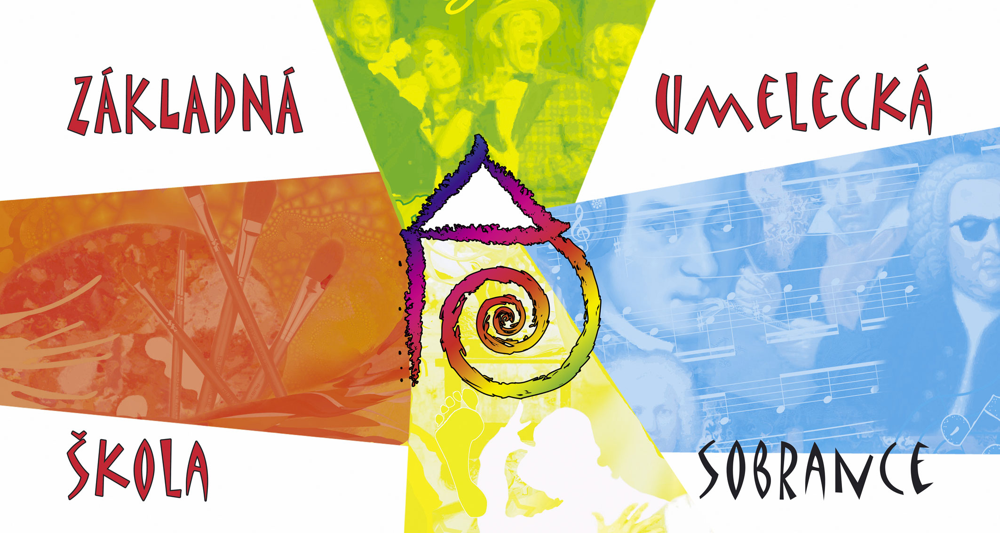 ZÁKLADNÁ
UMELECKÁ
ŠKOLA
SOBRANCE